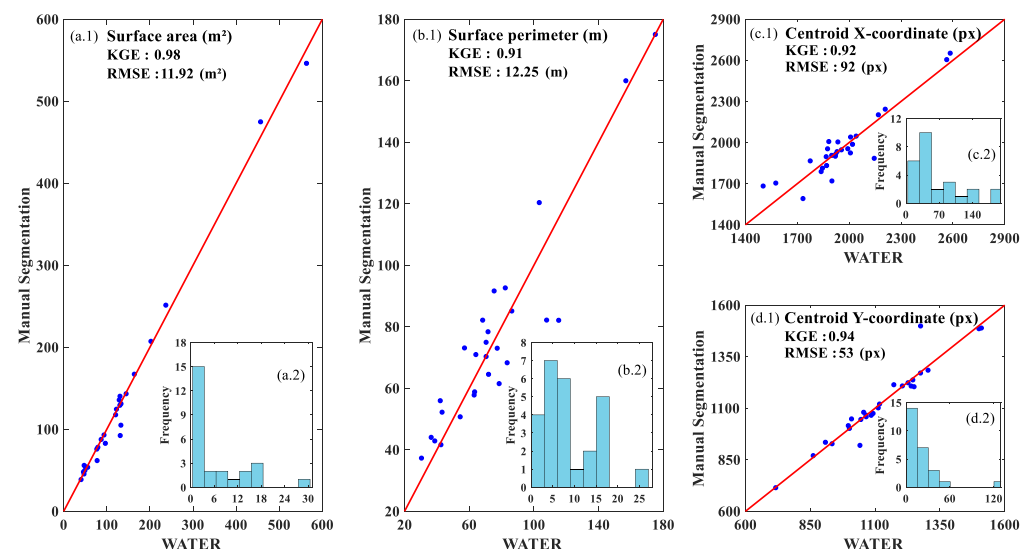 (a.1) Surface area (m²)
KGE : 0.98
RMSE : 11.92 (m²)
Manual Segmentation
600
500
400
300
200
100
0
0 100 200 300 400 500 600
WATER
(a.2)
Frequency
18
15
12
9
6
3
0
0 6 12 18 24 30
(b.1) Surface perimeter (m)
KGE : 0.91
RMSE : 12.25 (m)
Manual Segmentation
180
160
140
120
100
80
60
40
20
20 60 100 140 180
WATER
(b.2)
Frequency
8
7
6
5
4
3
2
1
0
0 5 10 15 20 25
(c.1) Centroid X-coordinate (px)
KGE : 0.92
RMSE : 92 (px)
Manual Segmentation
2900
2600
2300
2000
1700
1400
1400 1700 2000 2300 2600 2900
WATER
(c.2)
Frequency
12
8
4
0
0 70 140
(d.1) Centroid Y-coordinate (px)
KGE : 0.94
RMSE : 53 (px)
Manual Segmentation
1600
1350
1100
850
600
600 850 1100 1350 1600
WATER
(d.2)
Frequency
15
10
5
0
0 60 120